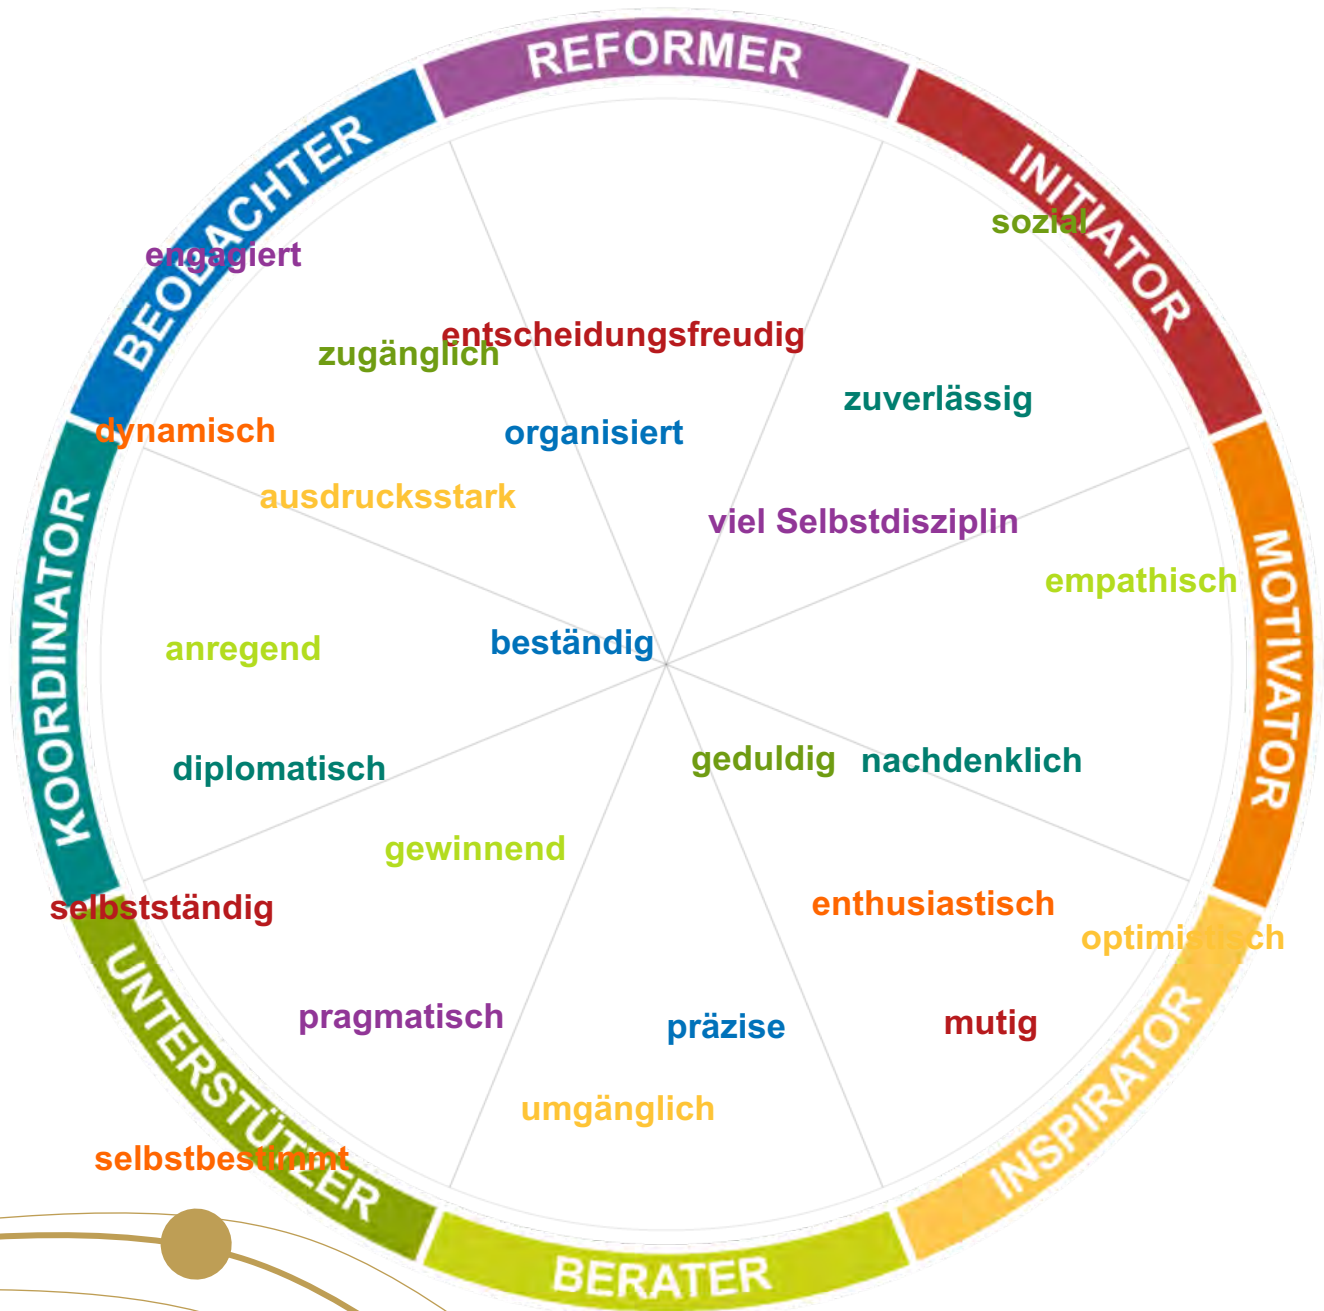 REFORMER
BEOBACHTER
INITIATOR
sozial
engagiert
entscheidungsfreudig
zugänglich
zuverlässig
dynamisch
organisiert
ausdrucksstark
viel Selbstdisziplin
KOORDINATOR
MOTIVATOR
empathisch
anregend
beständig
diplomatisch
geduldig
nachdenklich
gewinnend
selbstständig
enthusiastisch
optimistisch
UNTERSTÜTZER
pragmatisch
präzise
mutig
INSPIRATOR
umgänglich
selbstbestimmt
BERATER